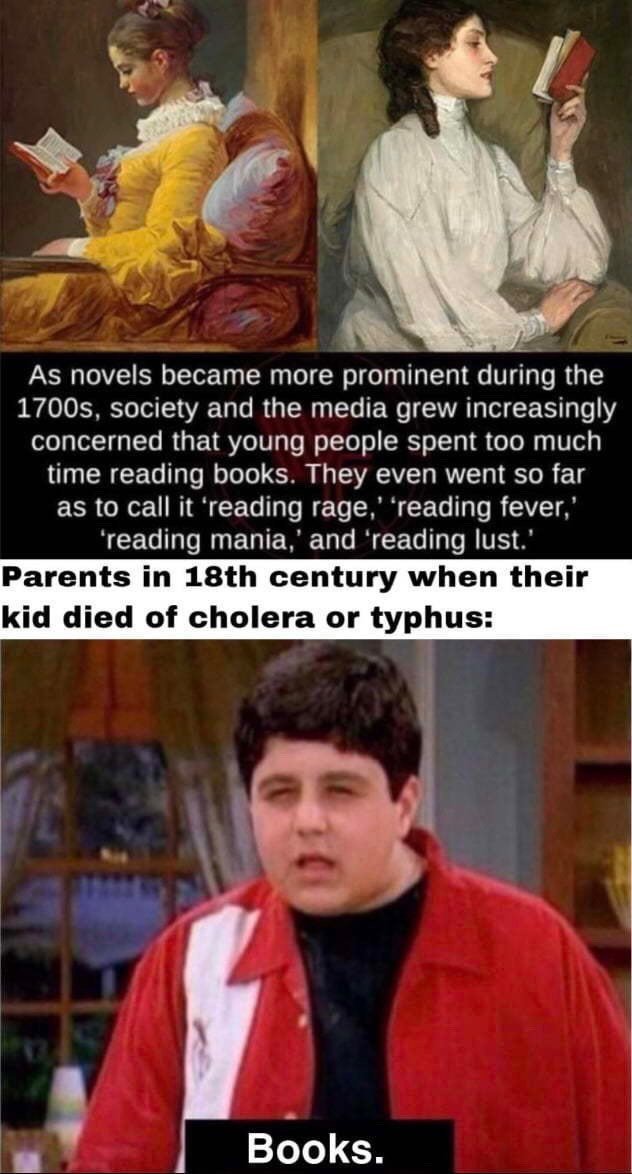 As novels became more prominent during the
1700s, society and the media grew increasingly
concerned that young people spent too much
time reading books. They even went so far
as to call it ‘reading rage,’ ‘reading fever,’
‘reading mania,’ and ‘reading lust.’
Parents in 18th century when their
kid died of cholera or typhus:
Books.